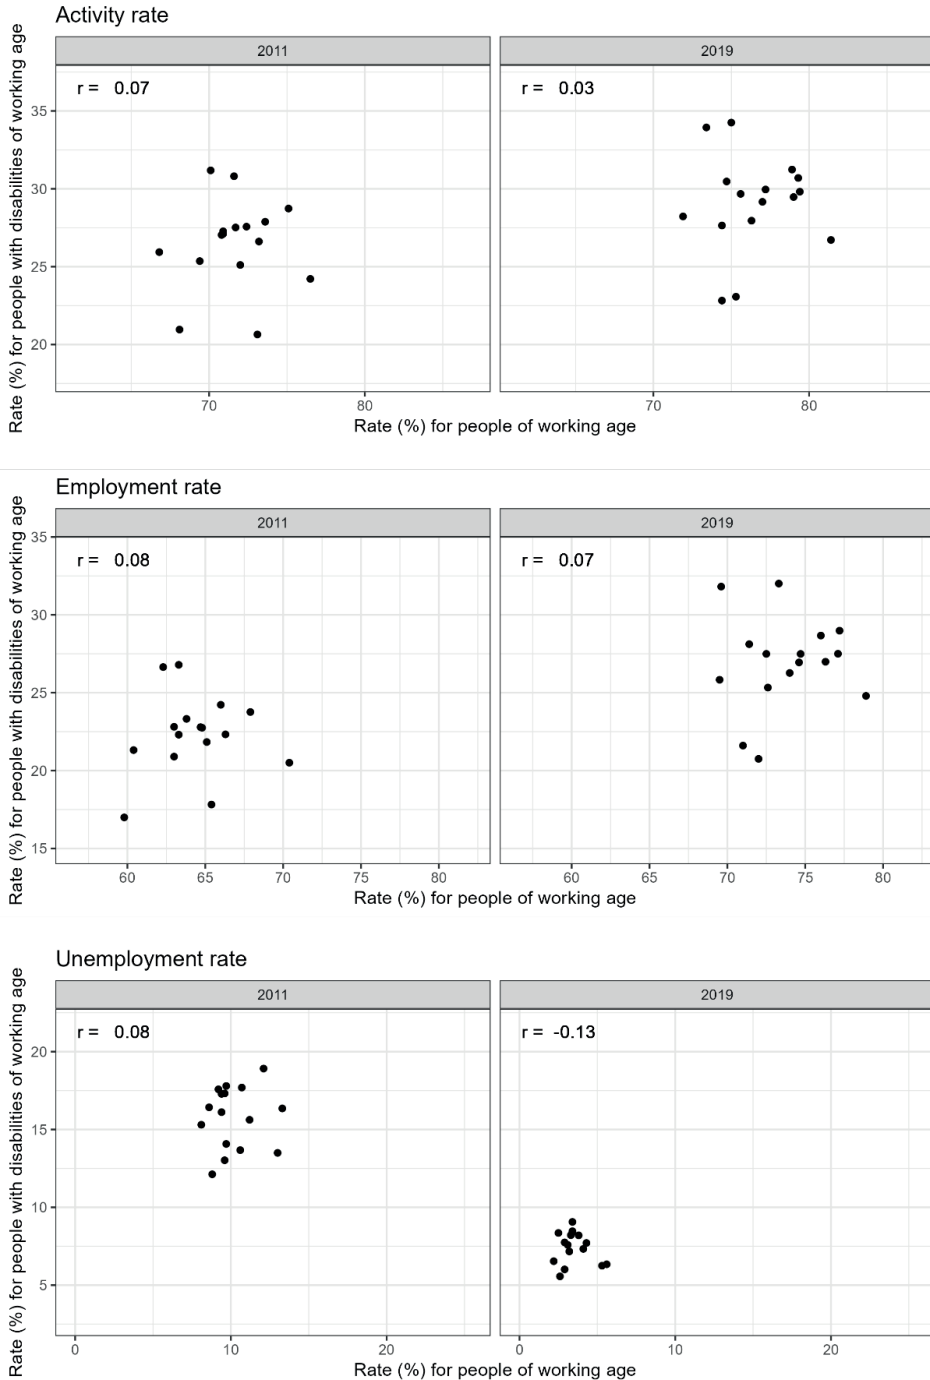 Activity rate
2011
2019
r = 0.07
r = 0.03
35
30
25
20
70
80
70
80
Rate (%) for people with disabilities of working age
Rate (%) for people of working age
Employment rate
2011
2019
r = 0.08
r = 0.07
35
30
25
20
15
60
65
70
75
80
60
65
70
75
80
Rate (%) for people with disabilities of working age
Rate (%) for people of working age
Unemployment rate
2011
2019
r = 0.08
r = -0.13
20
15
10
5
0
10
20
0
10
20
Rate (%) for people with disabilities of working age
Rate (%) for people of working age